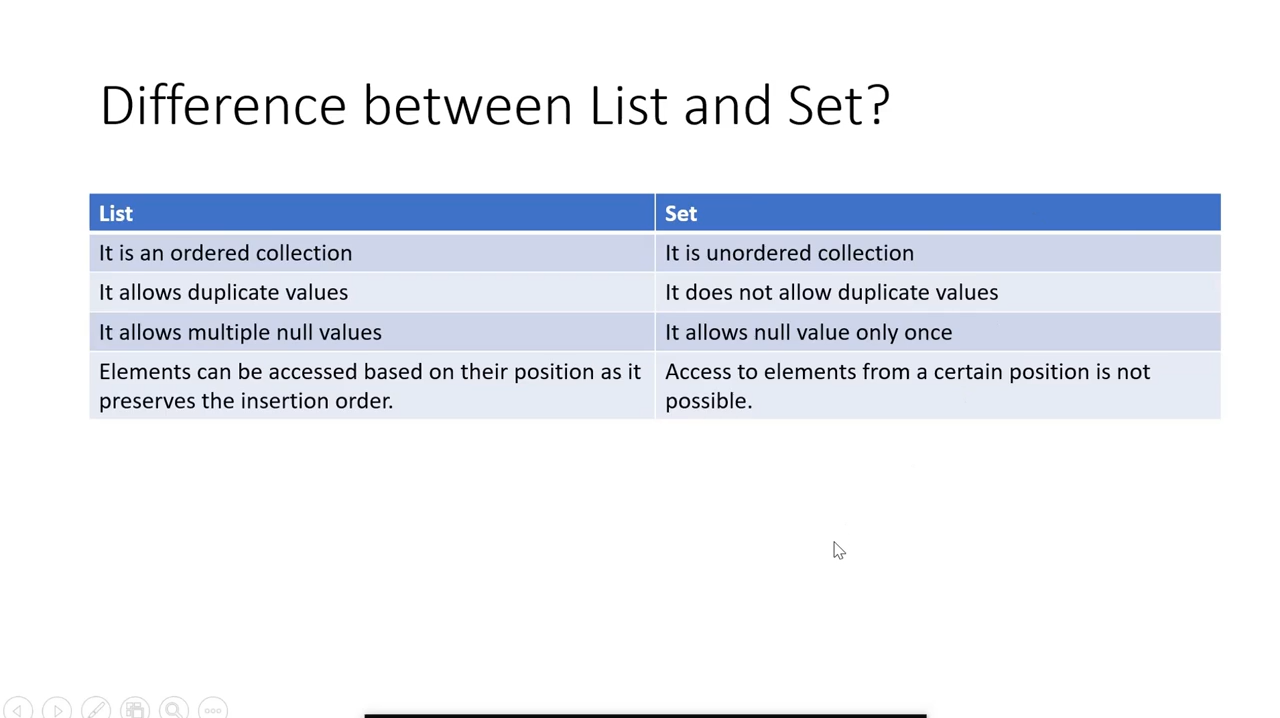 Difference between List and Set?
List
Set
It is an ordered collection
It is unordered collection
It allows duplicate values
It does not allow duplicate values
It allows multiple null values
It allows null value only once
Elements can be accessed based on their position as it
preserves the insertion order.
Access to elements from a certain position is not
possible.